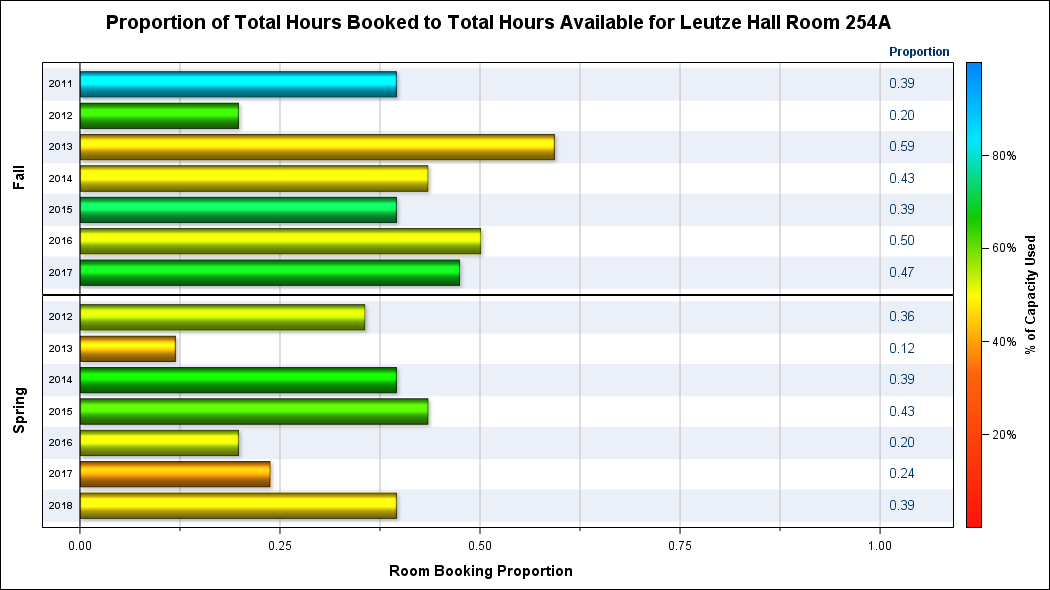 Proportion of Total Hours Booked to Total Hours Available for Leutze Hall Room 254A
Proportion
Fall
2011 0.39
2012 0.20
2013 0.59
2014 0.43
2015 0.39
2016 0.50
2017 0.47
Spring
2012 0.36
2013 0.12
2014 0.39
2015 0.43
2016 0.20
2017 0.24
2018 0.39
0.00 0.25 0.50 0.75 1.00
Room Booking Proportion
80%
60%
40%
20%
% of Capacity Used